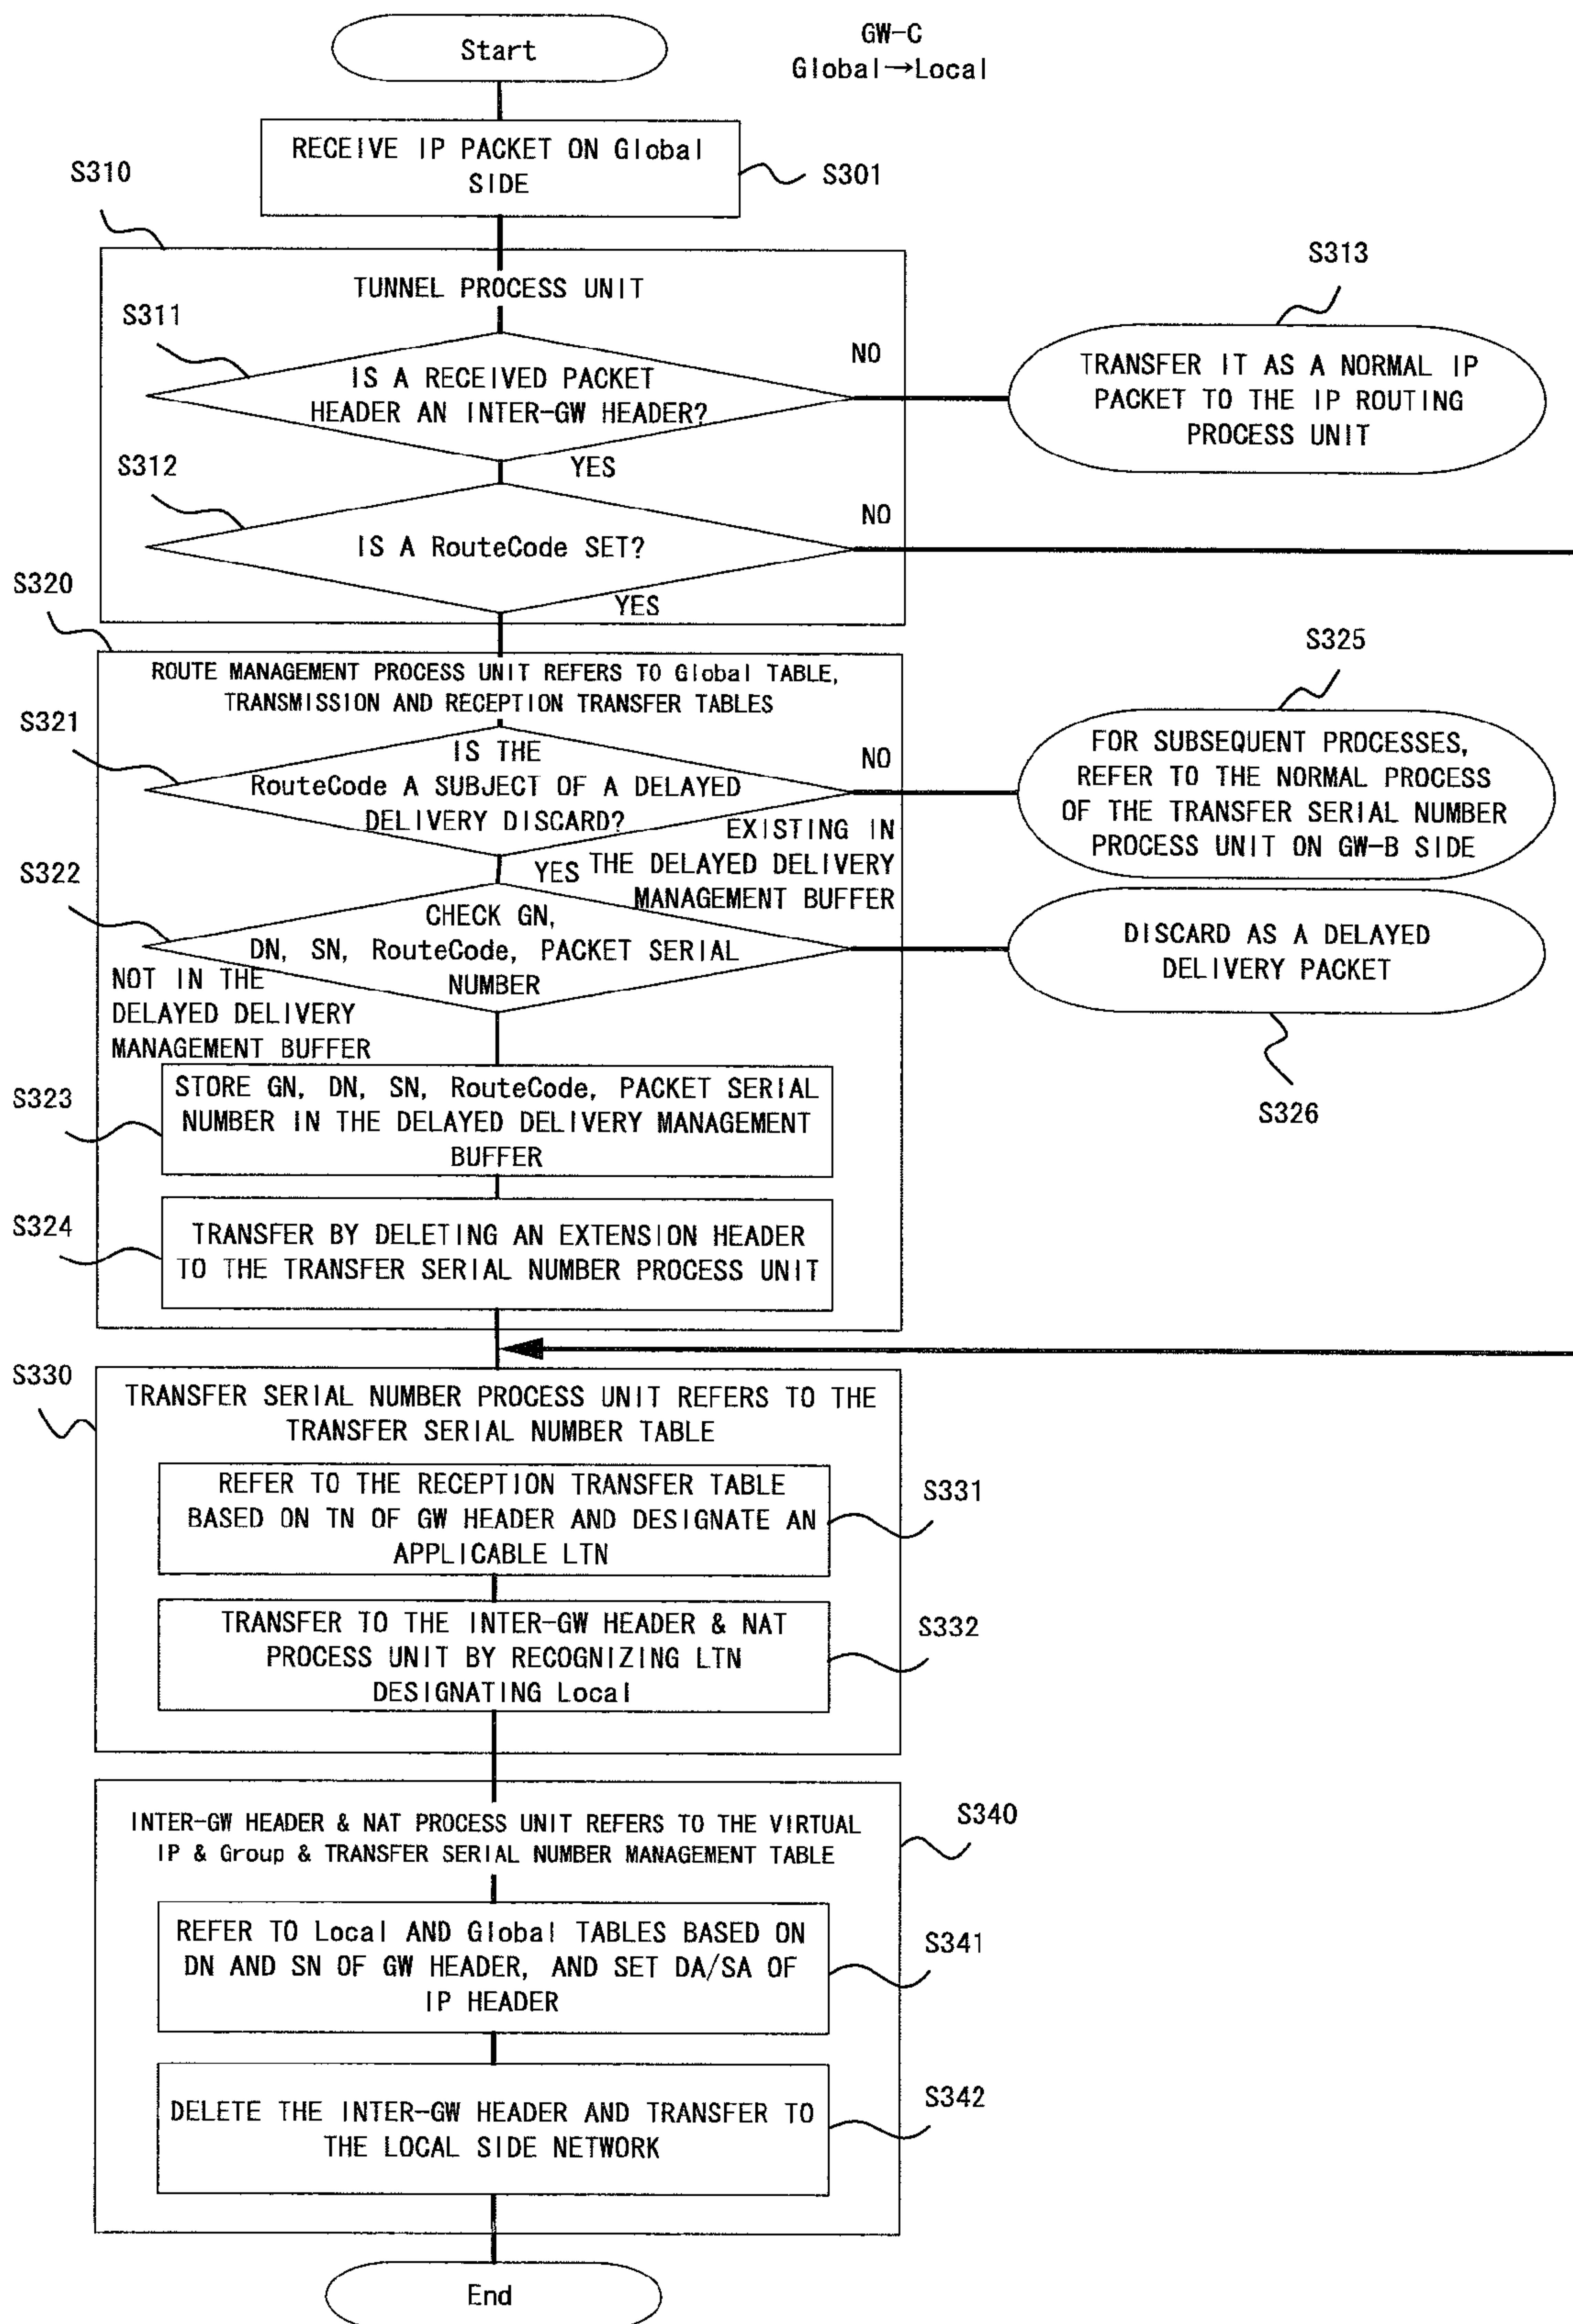 Start
GW-C
Global→Local
RECEIVE IP PACKET ON Global
SIDE
S301
S310
TUNNEL PROCESS UNIT
S311
IS A RECEIVED PACKET
HEADER AN INTER-GW HEADER?
NO
YES
S313
TRANSFER IT AS A NORMAL IP
PACKET TO THE IP ROUTING
PROCESS UNIT
S312
IS A RouteCode SET?
NO
YES
S320
ROUTE MANAGEMENT PROCESS UNIT REFERS TO Global TABLE,
TRANSMISSION AND RECEPTION TRANSFER TABLES
S321
IS THE
RouteCode A SUBJECT OF A DELAYED
DELIVERY DISCARD?
NO
YES
S325
FOR SUBSEQUENT PROCESSES,
REFER TO THE NORMAL PROCESS
OF THE TRANSFER SERIAL NUMBER
PROCESS UNIT ON GW-B SIDE
S322
CHECK GN,
DN, SN, RouteCode, PACKET SERIAL
NUMBER
EXISTING IN
THE DELAYED DELIVERY
MANAGEMENT BUFFER
DISCARD AS A DELAYED
DELIVERY PACKET
S326
NOT IN THE
DELAYED DELIVERY
MANAGEMENT BUFFER
S323
STORE GN, DN, SN, RouteCode, PACKET SERIAL
NUMBER IN THE DELAYED DELIVERY MANAGEMENT
BUFFER
S324
TRANSFER BY DELETING AN EXTENSION HEADER
TO THE TRANSFER SERIAL NUMBER PROCESS UNIT
S330
TRANSFER SERIAL NUMBER PROCESS UNIT REFERS TO THE
TRANSFER SERIAL NUMBER TABLE
REFER TO THE RECEPTION TRANSFER TABLE
BASED ON TN OF GW HEADER AND DESIGNATE AN
APPLICABLE LTN
S331
TRANSFER TO THE INTER-GW HEADER & NAT
PROCESS UNIT BY RECOGNIZING LTN
DESIGNATING Local
S332
INTER-GW HEADER & NAT PROCESS UNIT REFERS TO THE VIRTUAL
IP & Group & TRANSFER SERIAL NUMBER MANAGEMENT TABLE
S340
REFER TO Local AND Global TABLES BASED ON
DN AND SN OF GW HEADER, AND SET DA/SA OF
IP HEADER
S341
DELETE THE INTER-GW HEADER AND TRANSFER TO
THE LOCAL SIDE NETWORK
S342
End